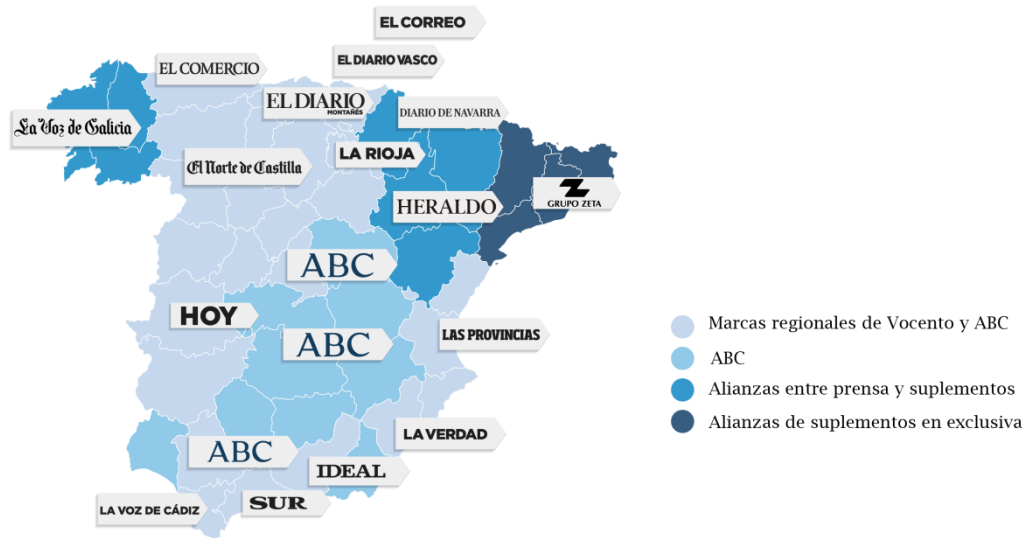 EL CORREO
EL DIARIO VASCO
EL COMERCIO
EL DIARIO
MONTAÑÉS
DIARIO DE NAVARRA
La Voz de Galicia
LA RIOJA
El Norte de Castilla
Z
GRUPO ZETA
HERALDO
ABC
HOY
ABC
LAS PROVINCIAS
Marcas regionales de Vocento y ABC
ABC
Alianzas entre prensa y suplementos
Alianzas de suplementos en exclusiva
LA VERDAD
ABC
IDEAL
SUR
LA VOZ DE CÁDIZ